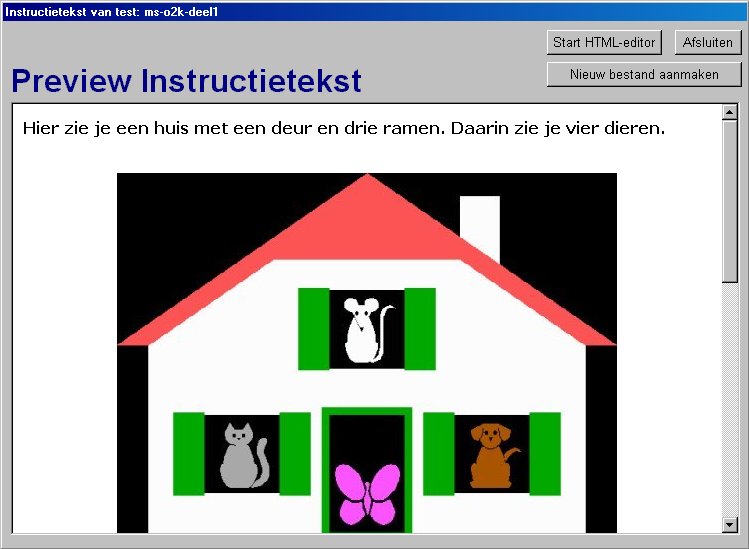 Instructietekst van test: ms-o2k-deel1
Start HTML-editor
Afsluiten
Preview Instructietekst
Nieuw bestand aanmaken
Hier zie je een huis met een deur en drie ramen. Daarin zie je vier dieren.